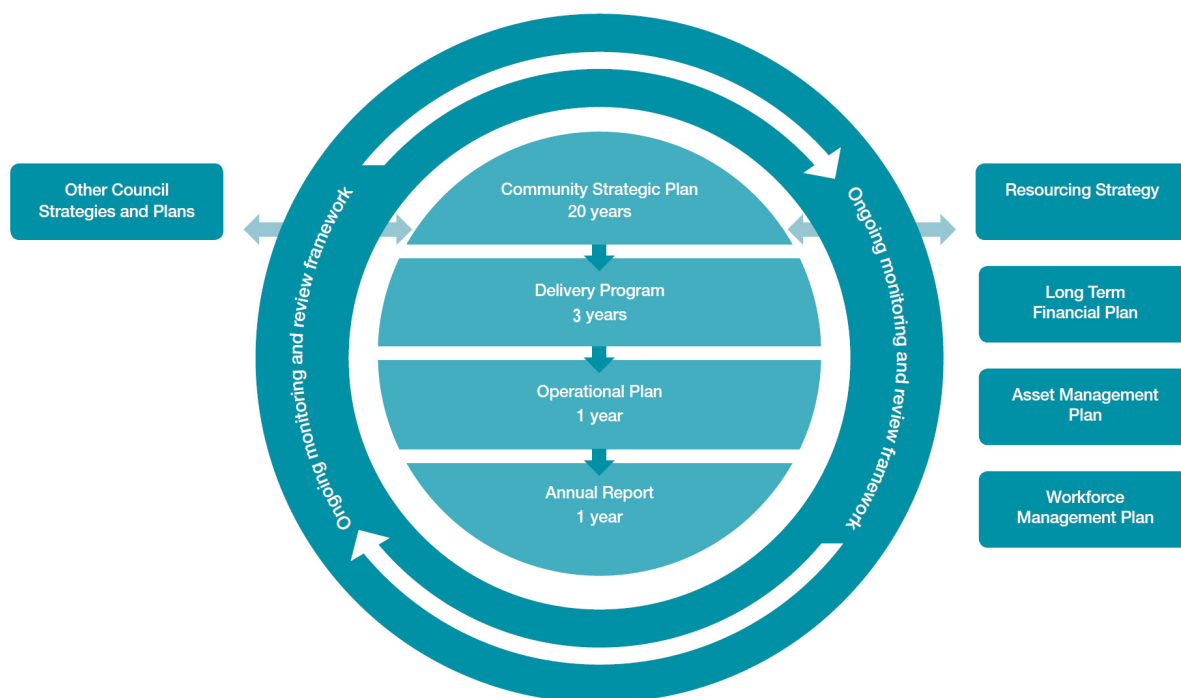 Other Council
Strategies and Plans
Ongoing monitoring and review framework
Community Strategic Plan
20 years
Delivery Program
3 years
Operational Plan
1 year
Annual Report
1 year
Ongoing monitoring and review framework
Resourcing Strategy
Long Term
Financial Plan
Asset Management
Plan
Workforce
Management Plan